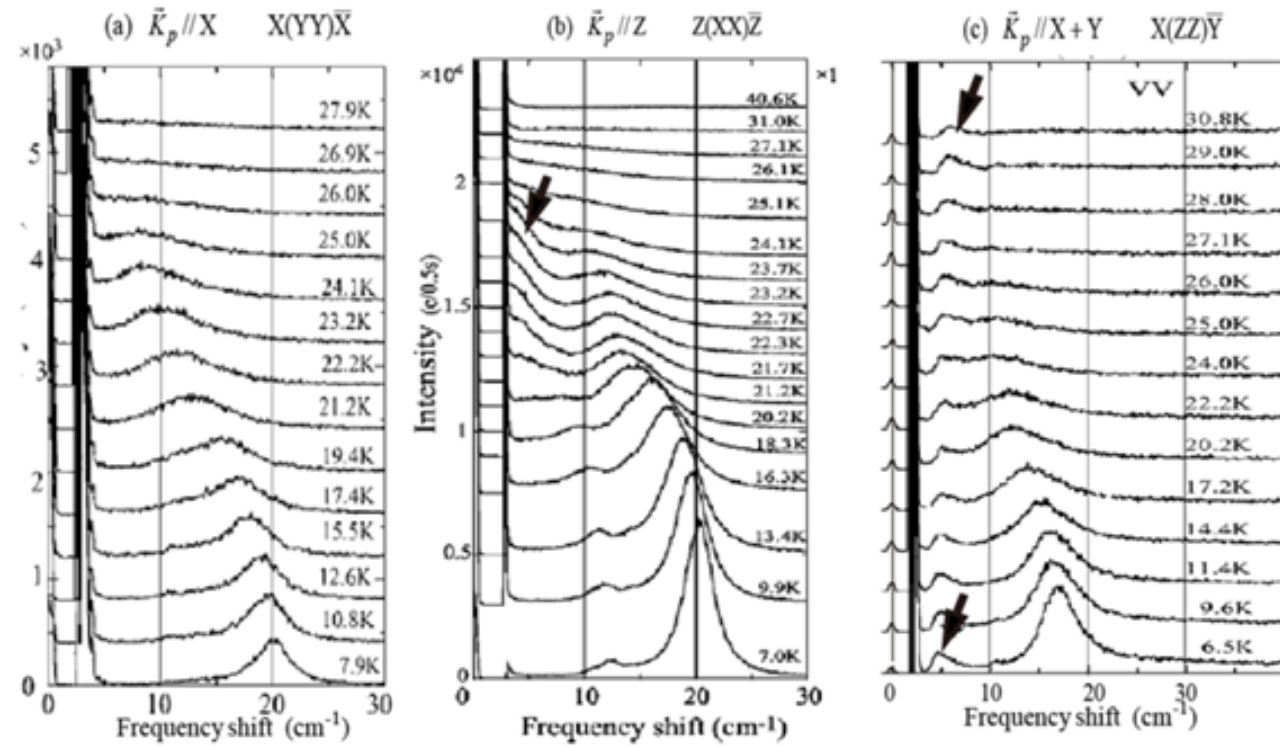 (a) K⃗p // X X(YY)X̅
×10³
5
4
3
2
1
0
27.9K
26.9K
26.0K
25.0K
24.1K
23.2K
22.2K
21.2K
19.4K
17.4K
15.5K
12.6K
10.8K
7.9K
10 20 30
Frequency shift (cm⁻¹)
(b) K⃗p // Z Z(XX)Z̅
×10⁴
×1
Intensity (c/0.5s)
2
1.5
1
0.5
0
40.6K
31.0K
27.1K
26.1K
25.1K
24.1K
23.7K
23.2K
22.7K
22.3K
21.7K
21.2K
20.2K
18.3K
16.3K
13.4K
9.9K
7.0K
0 10 20 30
Frequency shift (cm⁻¹)
(c) K⃗p // X + Y X(ZZ)Y̅
VV
30.8K
29.0K
28.0K
27.1K
26.0K
25.0K
24.0K
22.2K
20.2K
17.2K
14.4K
11.4K
9.6K
6.5K
0 10 20 30
Frequency shift (cm⁻¹)